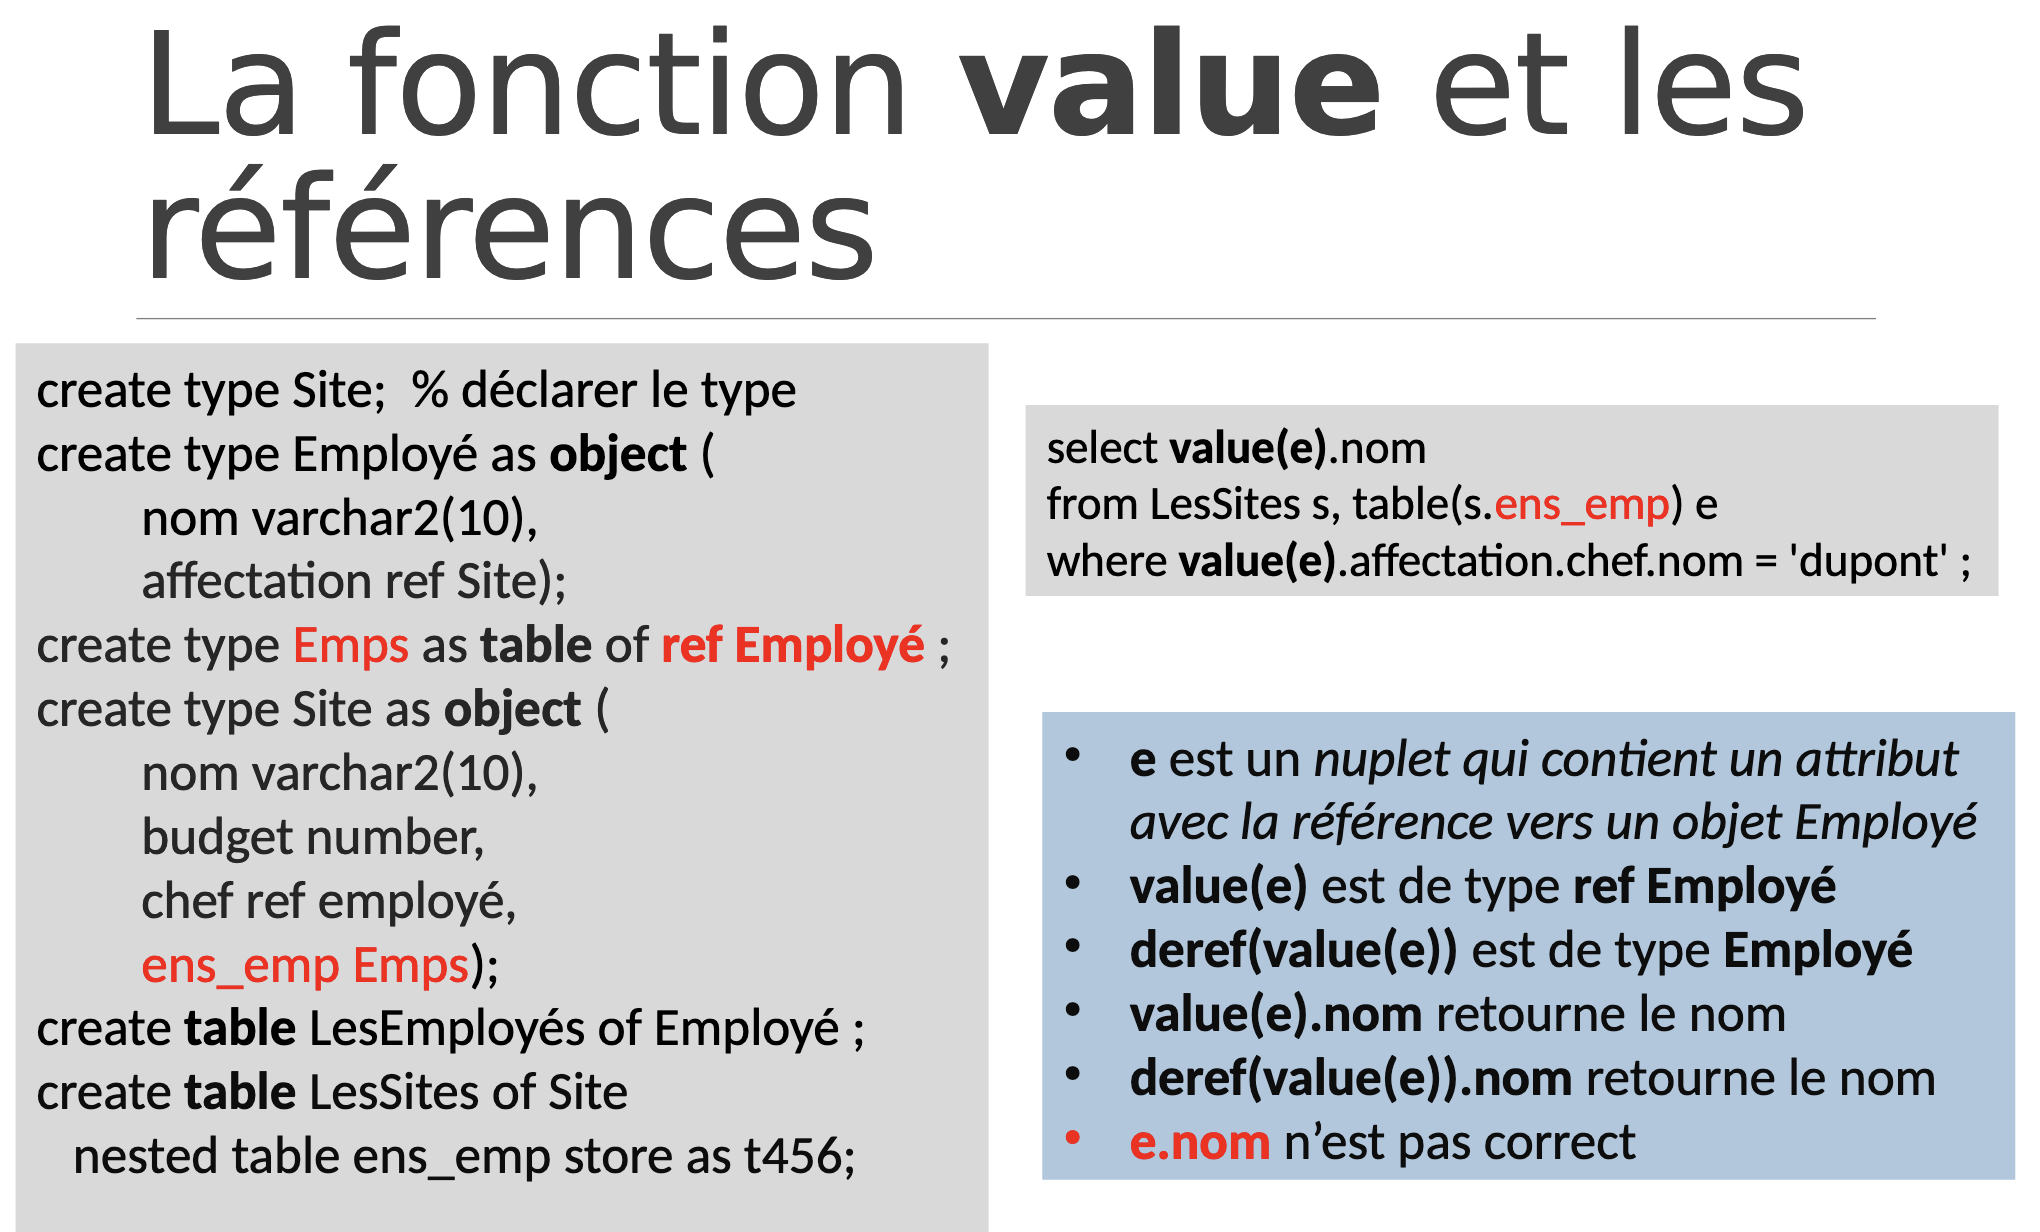 La fonction value et les
références
create type Site;  % déclarer le type
create type Employé as object (
nom varchar2(10),
affectation ref Site);
create type Emps as table of ref Employé ;
create type Site as object (
nom varchar2(10),
budget number,
chef ref employé,
ens_emp Emps);
create table LesEmployés of Employé ;
create table LesSites of Site
nested table ens_emp store as t456;
select value(e).nom
from LesSites s, table(s.ens_emp) e
where value(e).affectation.chef.nom = 'dupont' ;
• e est un nuplet qui contient un attribut
avec la référence vers un objet Employé
• value(e) est de type ref Employé
• deref(value(e)) est de type Employé
• value(e).nom retourne le nom
• deref(value(e)).nom retourne le nom
• e.nom n’est pas correct